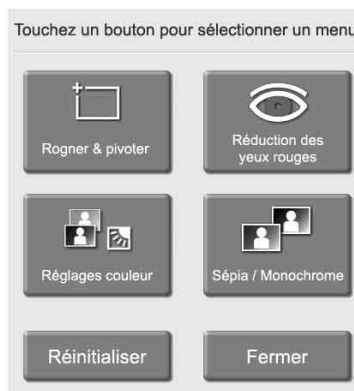 Touchez un bouton pour sélectionner un menu
Rogner & pivoter
Réduction des
yeux rouges
Réglages couleur
Sépia / Monochrome
Réinitialiser
Fermer